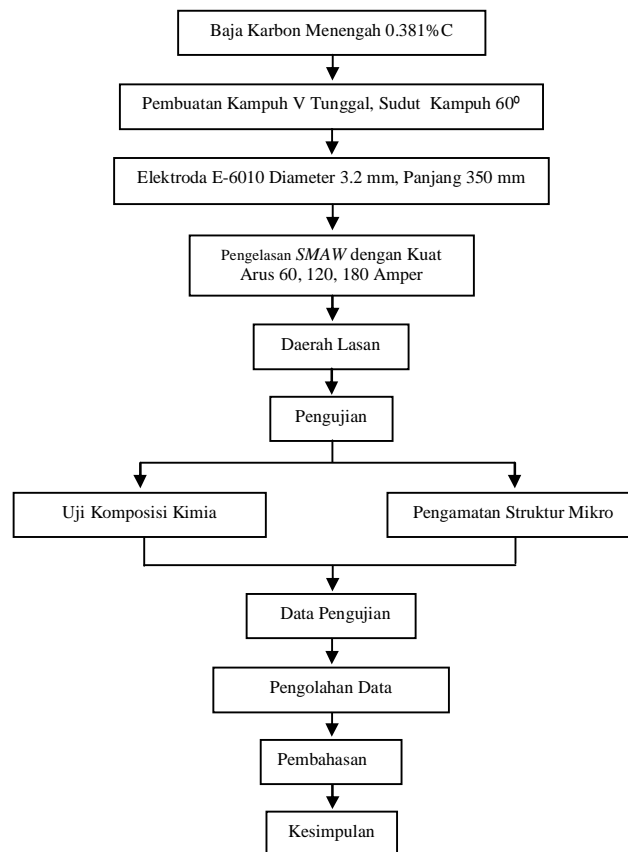 Baja Karbon Menengah 0.381%C
Pembuatan Kampuh V Tunggal, Sudut Kampuh 60⁰
Elektroda E-6010 Diameter 3.2 mm, Panjang 350 mm
Pengelasan SMAW dengan Kuat
Arus 60, 120, 180 Amper
Daerah Lasan
Pengujian
Uji Komposisi Kimia
Pengamatan Struktur Mikro
Data Pengujian
Pengolahan Data
Pembahasan
Kesimpulan